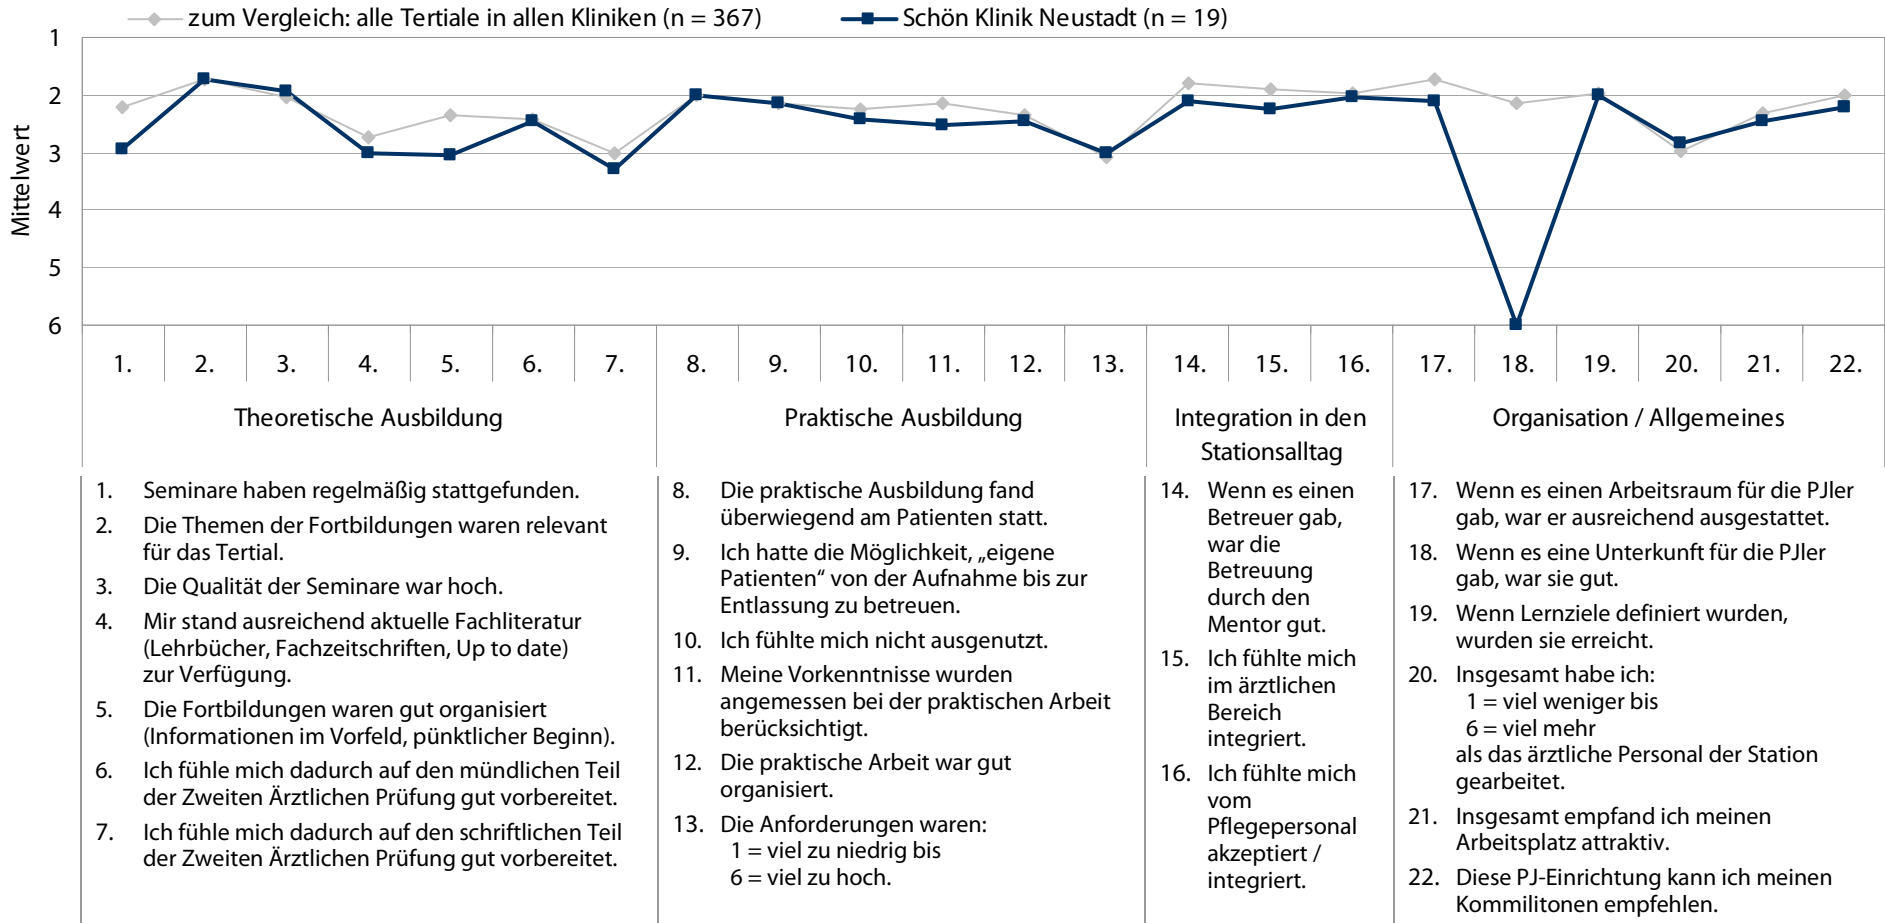 zum Vergleich: alle Tertiale in allen Kliniken (n = 367)
Schön Klinik Neustadt (n = 19)
Mittelwert
1
2
3
4
5
6
1. 2. 3. 4. 5. 6. 7. 8. 9. 10. 11. 12. 13. 14. 15. 16. 17. 18. 19. 20. 21. 22.
Theoretische Ausbildung
Praktische Ausbildung
Integration in den
Stationsalltag
Organisation / Allgemeines
1. Seminare haben regelmäßig stattgefunden.
2. Die Themen der Fortbildungen waren relevant
für das Tertial.
3. Die Qualität der Seminare war hoch.
4. Mir stand ausreichend aktuelle Fachliteratur
(Lehrbücher, Fachzeitschriften, Up to date)
zur Verfügung.
5. Die Fortbildungen waren gut organisiert
(Informationen im Vorfeld, pünktlicher Beginn).
6. Ich fühle mich dadurch auf den mündlichen Teil
der Zweiten Ärztlichen Prüfung gut vorbereitet.
7. Ich fühle mich dadurch auf den schriftlichen Teil
der Zweiten Ärztlichen Prüfung gut vorbereitet.
8. Die praktische Ausbildung fand
überwiegend am Patienten statt.
9. Ich hatte die Möglichkeit, „eigene
Patienten“ von der Aufnahme bis zur
Entlassung zu betreuen.
10. Ich fühlte mich nicht ausgenutzt.
11. Meine Vorkenntnisse wurden
angemessen bei der praktischen Arbeit
berücksichtigt.
12. Die praktische Arbeit war gut
organisiert.
13. Die Anforderungen waren:
1 = viel zu niedrig bis
6 = viel zu hoch.
14. Wenn es einen
Betreuer gab,
war die
Betreuung
durch den
Mentor gut.
15. Ich fühlte mich
im ärztlichen
Bereich
integriert.
16. Ich fühlte mich
vom
Pflegepersonal
akzeptiert /
integriert.
17. Wenn es einen Arbeitsraum für die PJler
gab, war er ausreichend ausgestattet.
18. Wenn es eine Unterkunft für die PJler
gab, war sie gut.
19. Wenn Lernziele definiert wurden,
wurden sie erreicht.
20. Insgesamt habe ich:
1 = viel weniger bis
6 = viel mehr
als das ärztliche Personal der Station
gearbeitet.
21. Insgesamt empfand ich meinen
Arbeitsplatz attraktiv.
22. Diese PJ-Einrichtung kann ich meinen
Kommilitonen empfehlen.